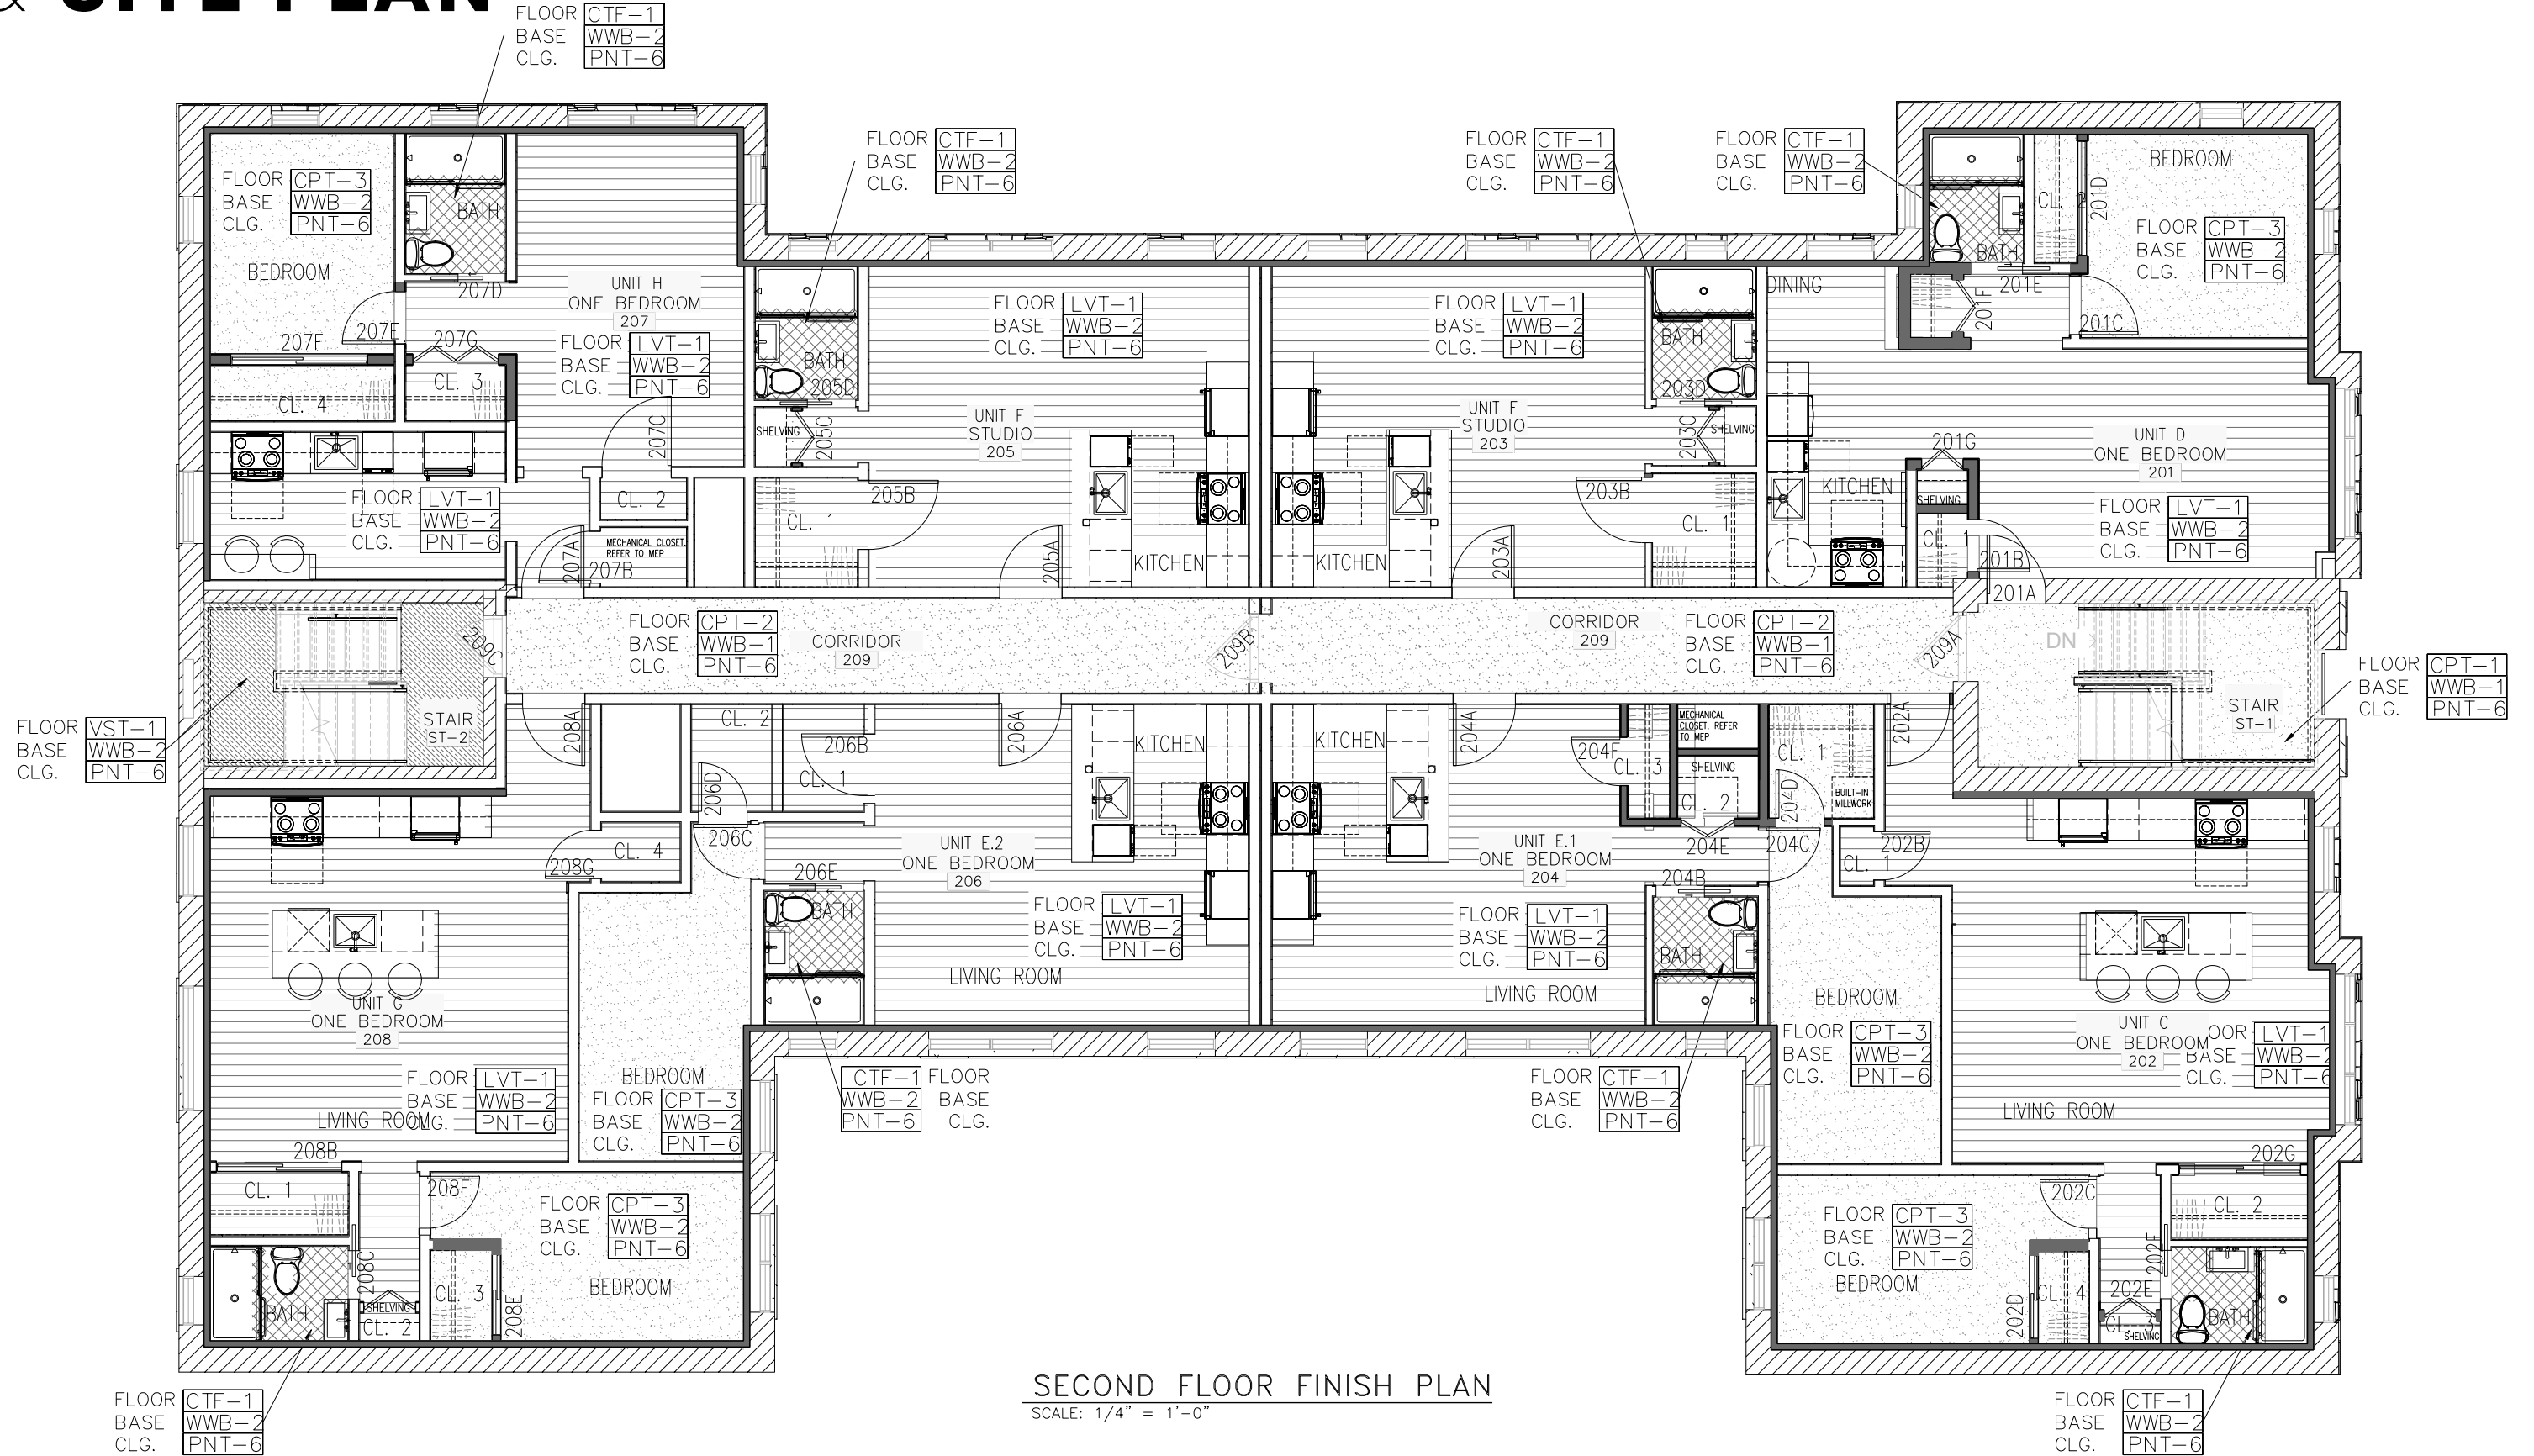 & SITE PLAN
FLOOR CTF-1
BASE WWB-2
CLG. PNT-6
FLOOR CTF-1
BASE WWB-2
CLG. PNT-6
FLOOR CTF-1
BASE WWB-2
CLG. PNT-6
FLOOR CTF-1
BASE WWB-2
CLG. PNT-6
FLOOR CPT-3
BASE WWB-2
CLG. PNT-6
BEDROOM
BATH
207D
207E
207F
207G
CL. 3
CL. 4
UNIT H
ONE BEDROOM
207
FLOOR LVT-1
BASE WWB-2
CLG. PNT-6
207C
FLOOR LVT-1
BASE WWB-2
CLG. PNT-6
CL. 2
MECHANICAL CLOSET.
REFER TO MEP
207A
207B
BATH
205D
SHELVING
205C
205B
CL. 1
205A
FLOOR LVT-1
BASE WWB-2
CLG. PNT-6
UNIT F
STUDIO
205
KITCHEN
FLOOR LVT-1
BASE WWB-2
CLG. PNT-6
UNIT F
STUDIO
203
KITCHEN
BATH
203D
203C
SHELVING
203B
CL. 1
203A
DINING
BATH
CL. 2
201D
BEDROOM
FLOOR CPT-3
BASE WWB-2
CLG. PNT-6
201E
201F
201C
201G
KITCHEN
SHELVING
CL. 1
201B
201A
UNIT D
ONE BEDROOM
201
FLOOR LVT-1
BASE WWB-2
CLG. PNT-6
209C
FLOOR CPT-2
BASE WWB-1
CLG. PNT-6
CORRIDOR
209
209B
CORRIDOR
209
FLOOR CPT-2
BASE WWB-1
CLG. PNT-6
209A
DN
STAIR
ST-1
FLOOR CPT-1
BASE WWB-1
CLG. PNT-6
FLOOR VST-1
BASE WWB-2
CLG. PNT-6
STAIR
ST-2
208A
CL. 2
206B
CL. 1
206D
206C
206A
KITCHEN
208G
CL. 4
206E
BATH
UNIT E.2
ONE BEDROOM
206
FLOOR LVT-1
BASE WWB-2
CLG. PNT-6
LIVING ROOM
KITCHEN
204A
204F
CL. 3
MECHANICAL
CLOSET. REFER
TO MEP
SHELVING
CL. 2
204E
CL. 1
204D
BUILT-IN
MILLWORK
204C
204B
202A
202B
CL. 1
UNIT E.1
ONE BEDROOM
204
FLOOR LVT-1
BASE WWB-2
CLG. PNT-6
LIVING ROOM
BATH
BEDROOM
FLOOR CPT-3
BASE WWB-2
CLG. PNT-6
UNIT C
ONE BEDROOM
202
OOR LVT-1
BASE WWB-2
CLG. PNT-6
LIVING ROOM
UNIT G
ONE BEDROOM
208
FLOOR LVT-1
BASE WWB-2
CLG. PNT-6
LIVING ROOM
BEDROOM
FLOOR CPT-3
BASE WWB-2
CLG. PNT-6
CTF-1 FLOOR
WWB-2 BASE
PNT-6 CLG.
FLOOR CTF-1
BASE WWB-2
CLG. PNT-6
208B
CL. 1
208F
208C
BATH
SHELVING
CL. 2
CL. 3
208E
FLOOR CPT-3
BASE WWB-2
CLG. PNT-6
BEDROOM
FLOOR CPT-3
BASE WWB-2
CLG. PNT-6
BEDROOM
202C
202G
CL. 2
202F
202E
202D
CL. 4
CL. 3
SHELVING
BATH
SECOND FLOOR FINISH PLAN
SCALE: 1/4" = 1'-0"
FLOOR CTF-1
BASE WWB-2
CLG. PNT-6
FLOOR CTF-1
BASE WWB-2
CLG. PNT-6